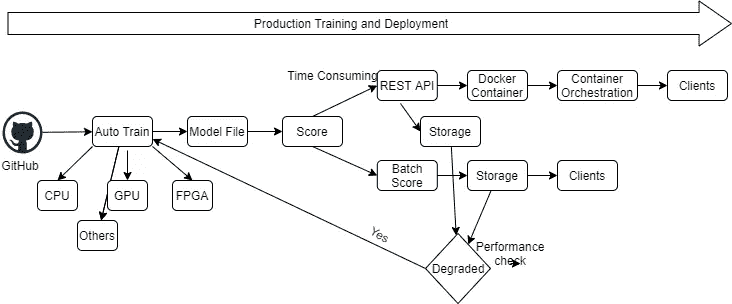 Production Training and Deployment
Time Consuming
REST API
Docker
Container
Container
Orchestration
Clients
GitHub
Auto Train
Model File
Score
Storage
CPU
GPU
FPGA
Others
Batch
Score
Storage
Clients
Yes
Degraded
Performance
check